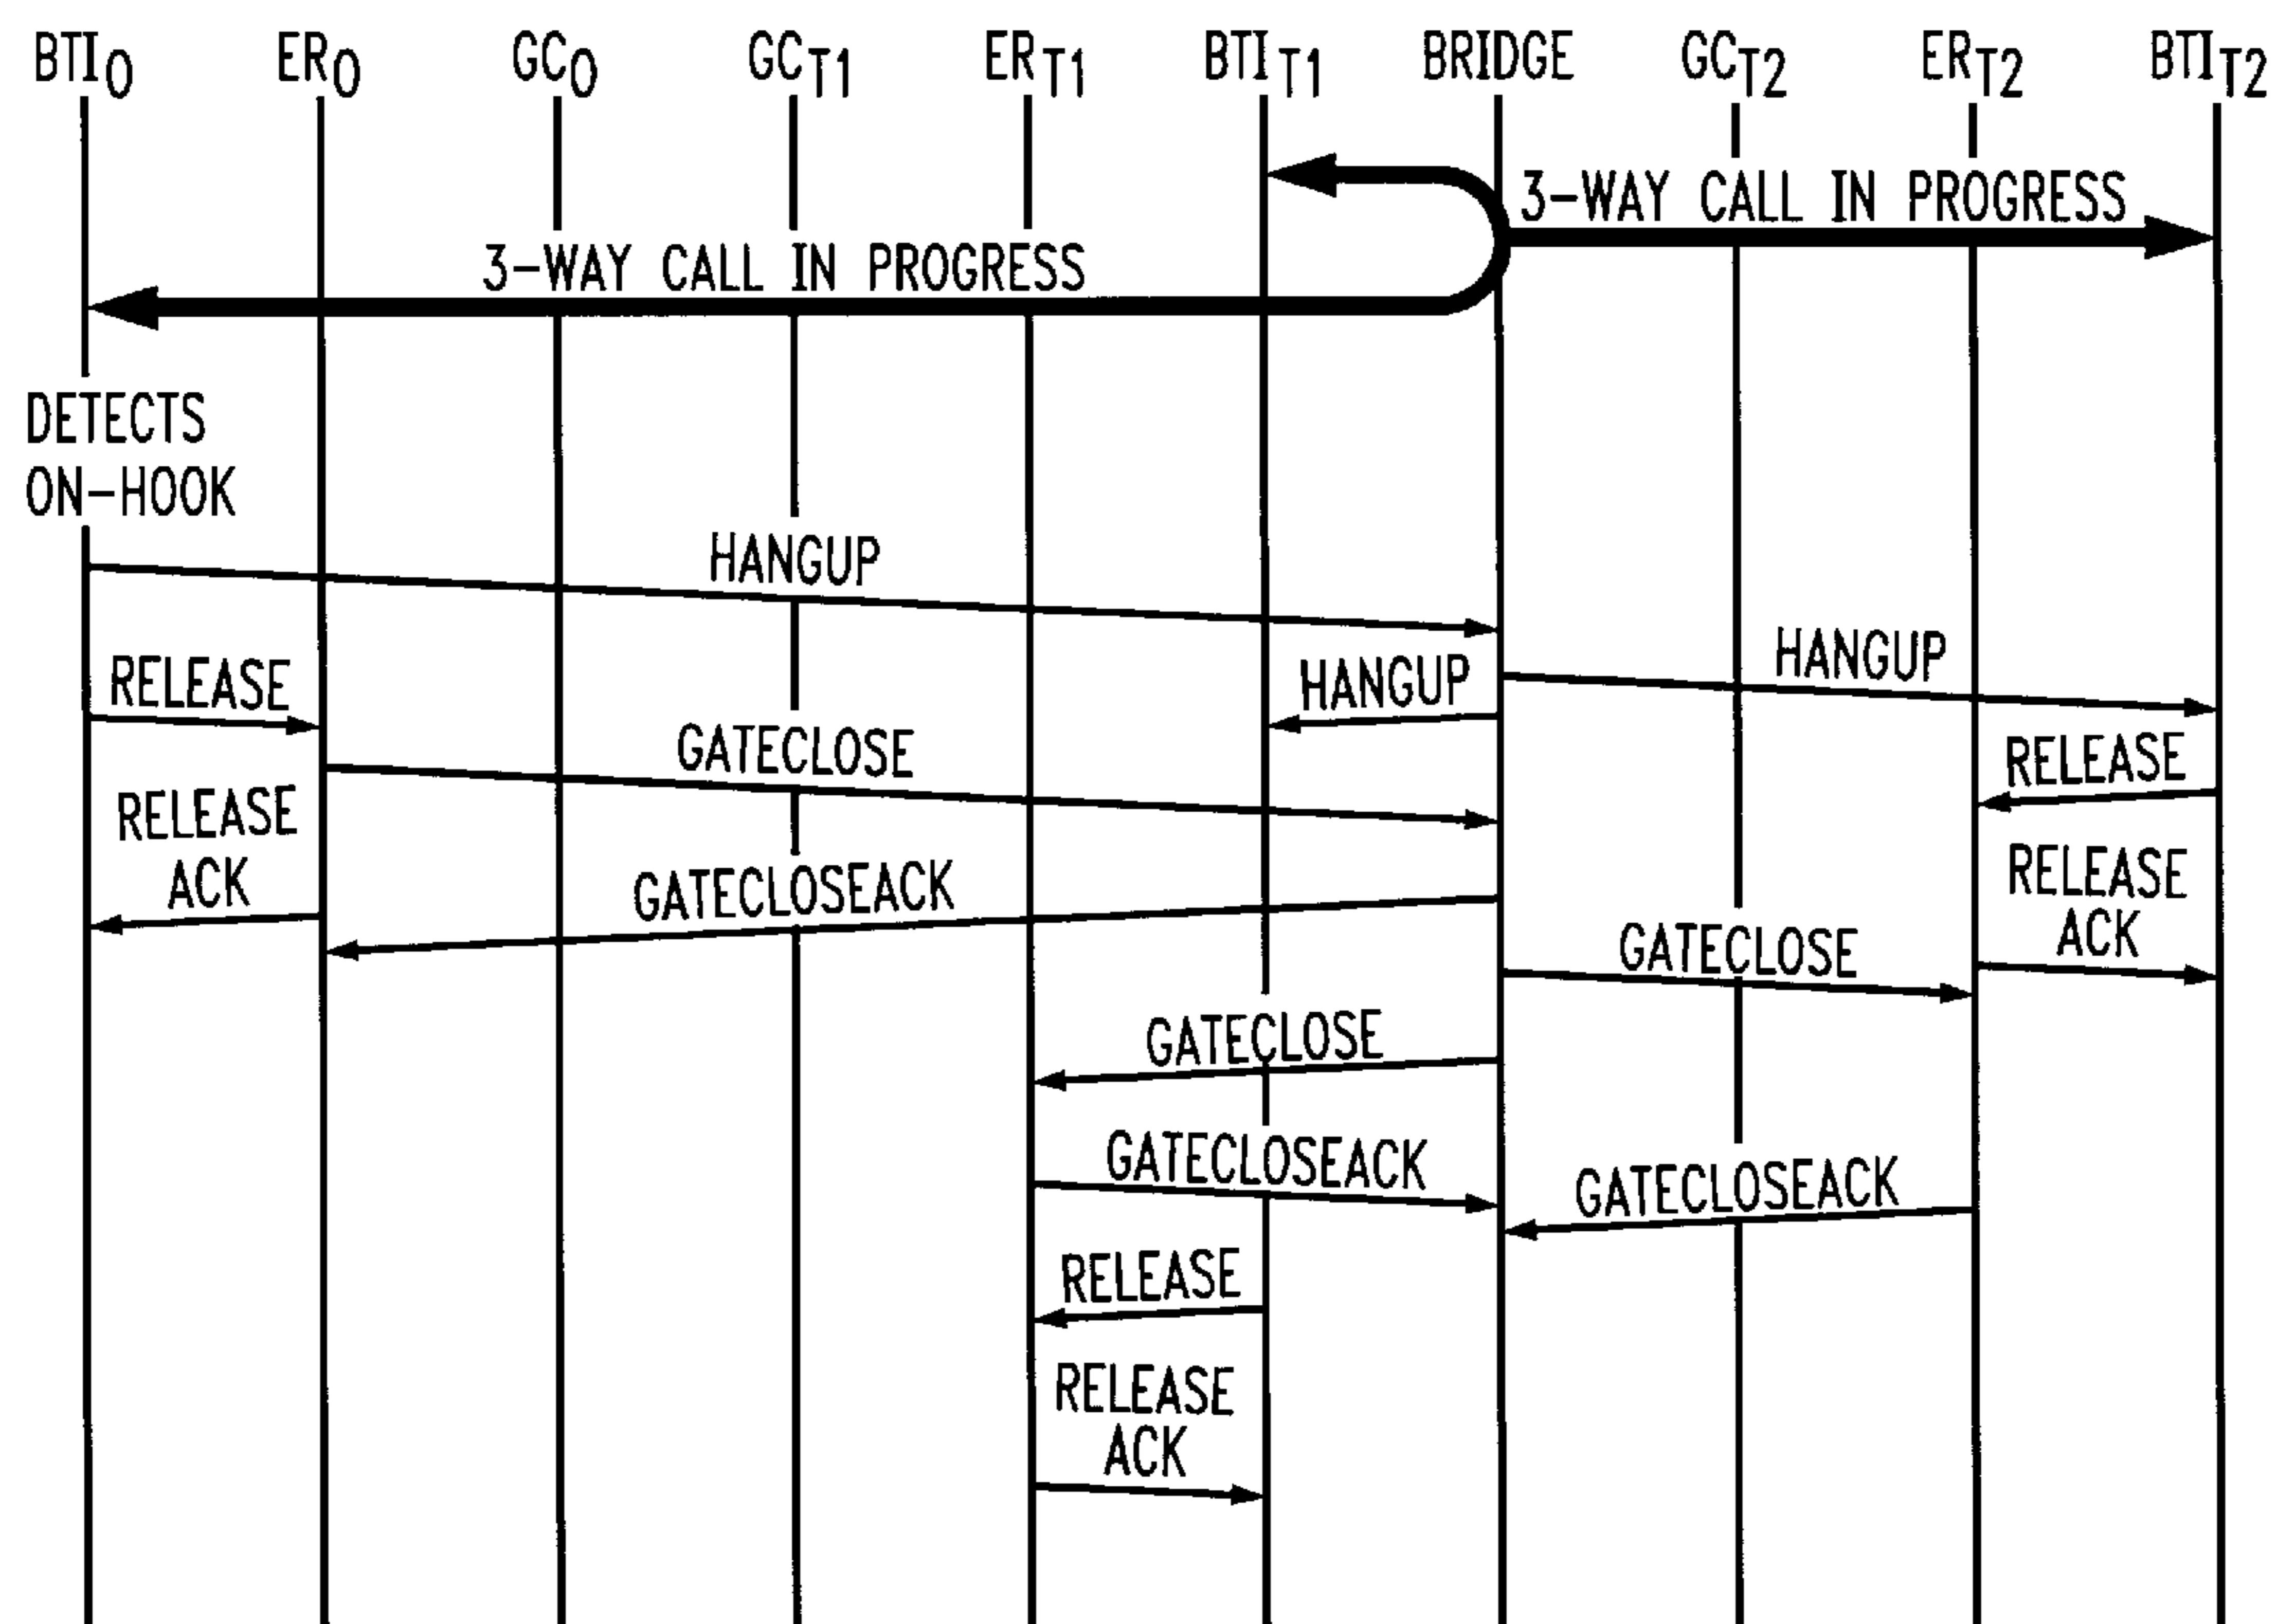 BTIO ERO GCO GCT1 ERT1 BTIT1 BRIDGE GCT2 ERT2 BTIT2
3-WAY CALL IN PROGRESS
3-WAY CALL IN PROGRESS
DETECTS
ON-HOOK
HANGUP
HANGUP
RELEASE
HANGUP
GATECLOSE
RELEASE
RELEASE
ACK
GATECLOSEACK
RELEASE
ACK
GATECLOSE
GATECLOSE
GATECLOSEACK
GATECLOSEACK
RELEASE
RELEASE
ACK